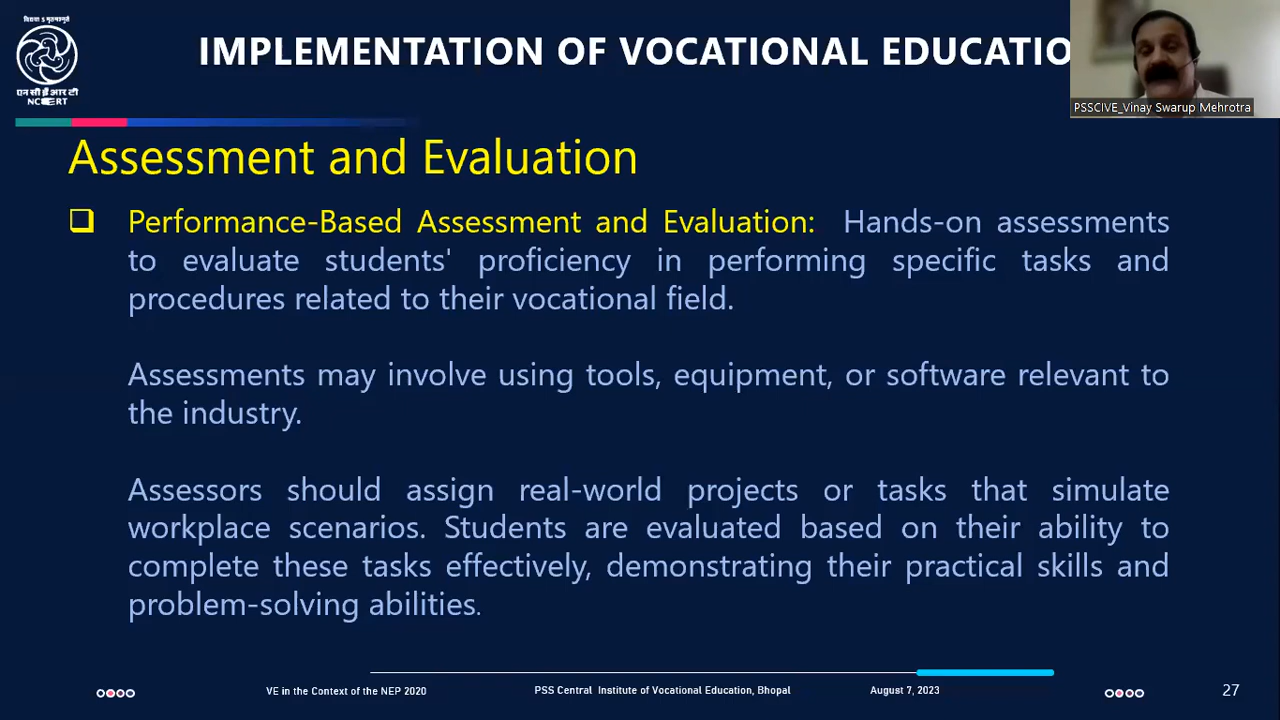 विद्यया ऽ मृतमश्नुते
एन सी ई आर टी
NCERT
IMPLEMENTATION OF VOCATIONAL EDUCATIO
PSSCIVE_Vinay Swarup Mehrotra
Assessment and Evaluation
Performance-Based Assessment and Evaluation: Hands-on assessments
to evaluate students' proficiency in performing specific tasks and
procedures related to their vocational field.
Assessments may involve using tools, equipment, or software relevant to
the industry.
Assessors should assign real-world projects or tasks that simulate
workplace scenarios. Students are evaluated based on their ability to
complete these tasks effectively, demonstrating their practical skills and
problem-solving abilities.
VE in the Context of the NEP 2020 PSS Central Institute of Vocational Education, Bhopal August 7, 2023 27